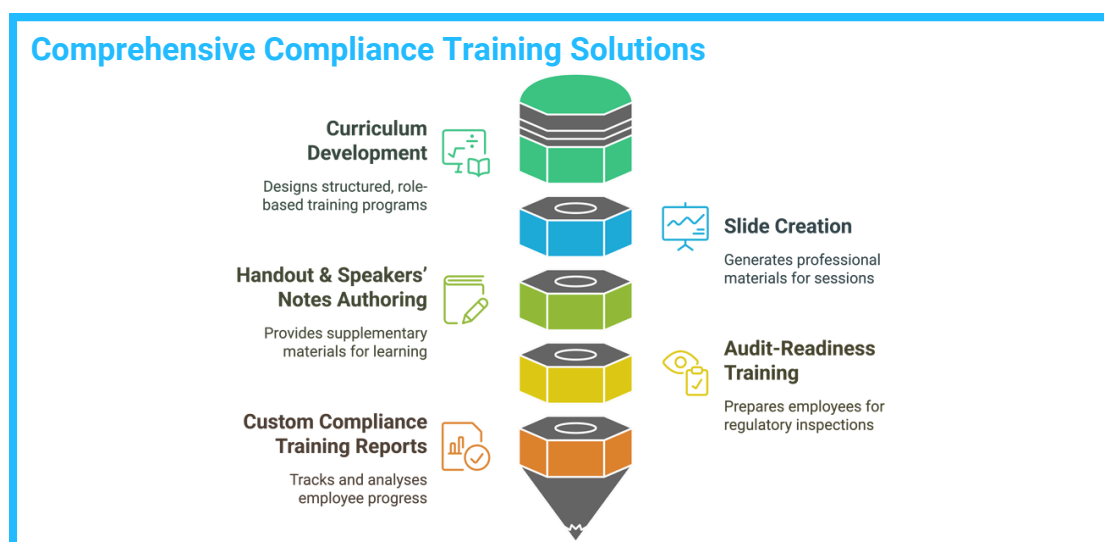 Comprehensive Compliance Training Solutions
Curriculum
Development
Designs structured, role-
based training programs
Slide Creation
Generates professional
materials for sessions
Handout & Speakers’
Notes Authoring
Provides supplementary
materials for learning
Audit-Readiness
Training
Prepares employees for
regulatory inspections
Custom Compliance
Training Reports
Tracks and analyses
employee progress